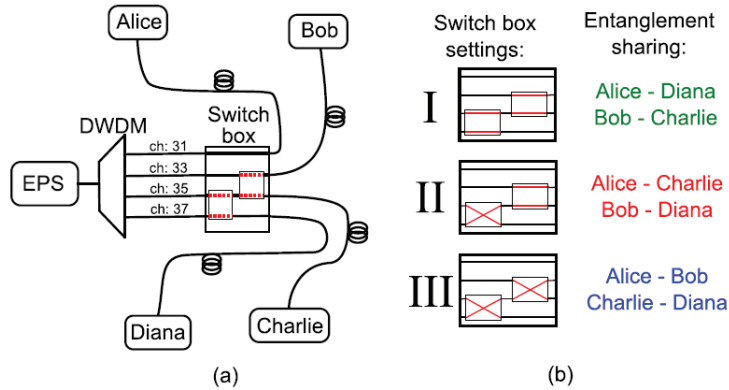 Alice
Bob
DWDM
Switch
box
ch: 31
ch: 33
ch: 35
ch: 37
EPS
Diana
Charlie
(a)
Switch box
settings:
Entanglement
sharing:
I
Alice - Diana
Bob - Charlie
II
Alice - Charlie
Bob - Diana
III
Alice - Bob
Charlie - Diana
(b)